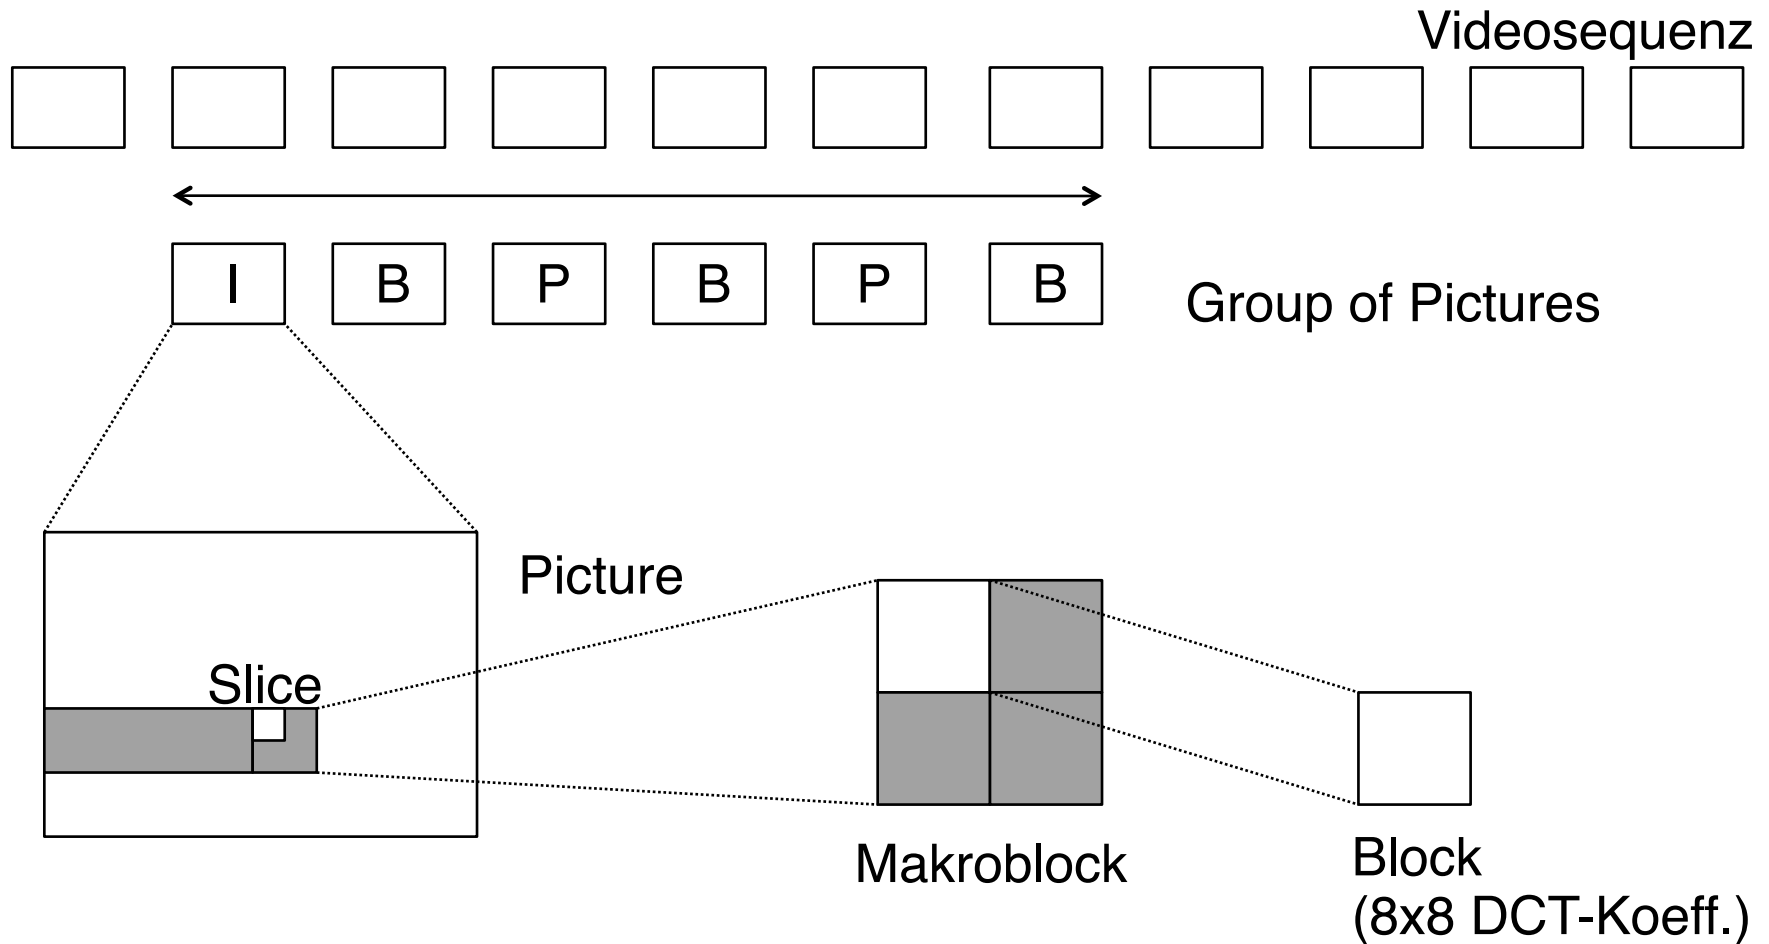 Videosequenz
I B P B P B
Group of Pictures
Picture
Slice
Makroblock
Block
(8x8 DCT-Koeff.)